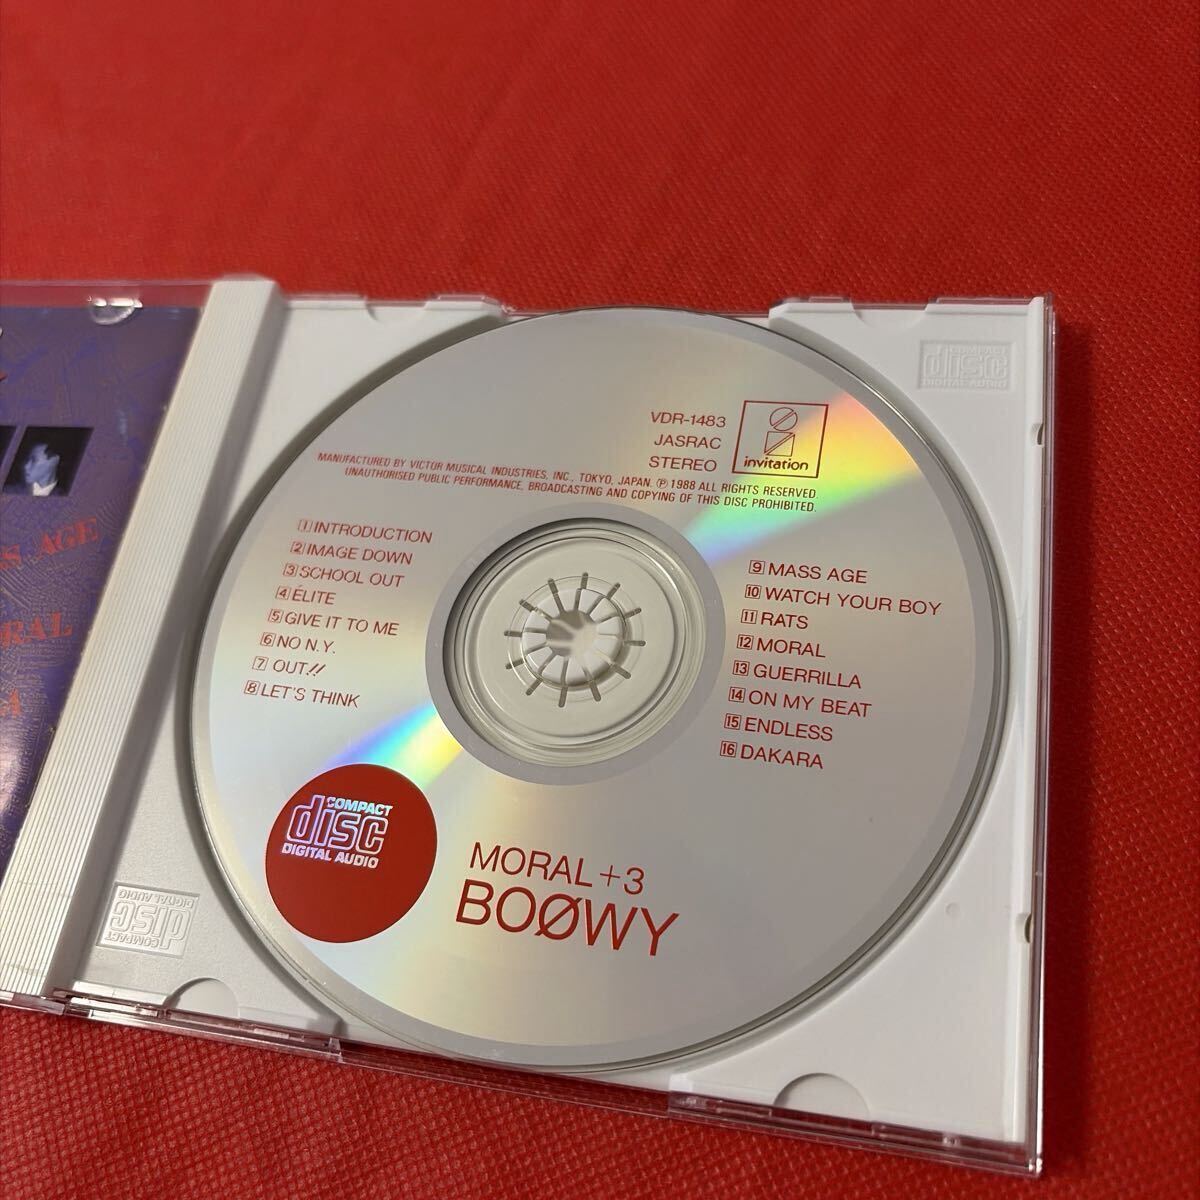 VDR-1483
JASRAC
STEREO
invitation
MANUFACTURED BY VICTOR MUSICAL INDUSTRIES, INC., TOKYO, JAPAN. ℗ 1988 ALL RIGHTS RESERVED.
UNAUTHORISED PUBLIC PERFORMANCE, BROADCASTING AND COPYING OF THIS DISC PROHIBITED.
1 INTRODUCTION
2 IMAGE DOWN
3 SCHOOL OUT
4 ÉLITE
5 GIVE IT TO ME
6 NO N.Y.
7 OUT!!
8 LET'S THINK
9 MASS AGE
10 WATCH YOUR BOY
11 RATS
12 MORAL
13 GUERRILLA
14 ON MY BEAT
15 ENDLESS
16 DAKARA
COMPACT
disc
DIGITAL AUDIO
MORAL+3
BOØWY
COMPACT
disc
DIGITAL AUDIO
COMPACT
disc
DIGITAL AUDIO
AGE